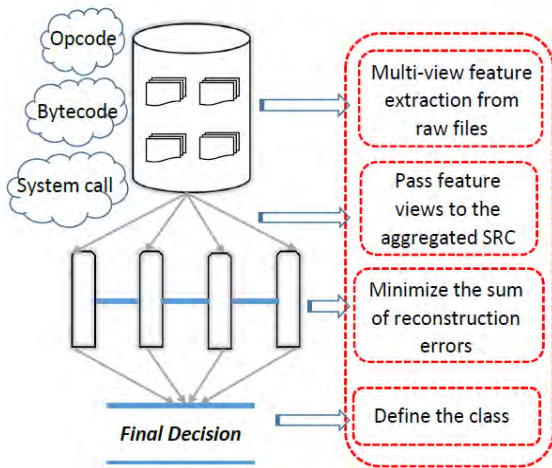 Opcode
Bytecode
System call
Multi-view feature
extraction from
raw files
Pass feature
views to the
aggregated SRC
Minimize the sum
of reconstruction
errors
Final Decision
Define the class